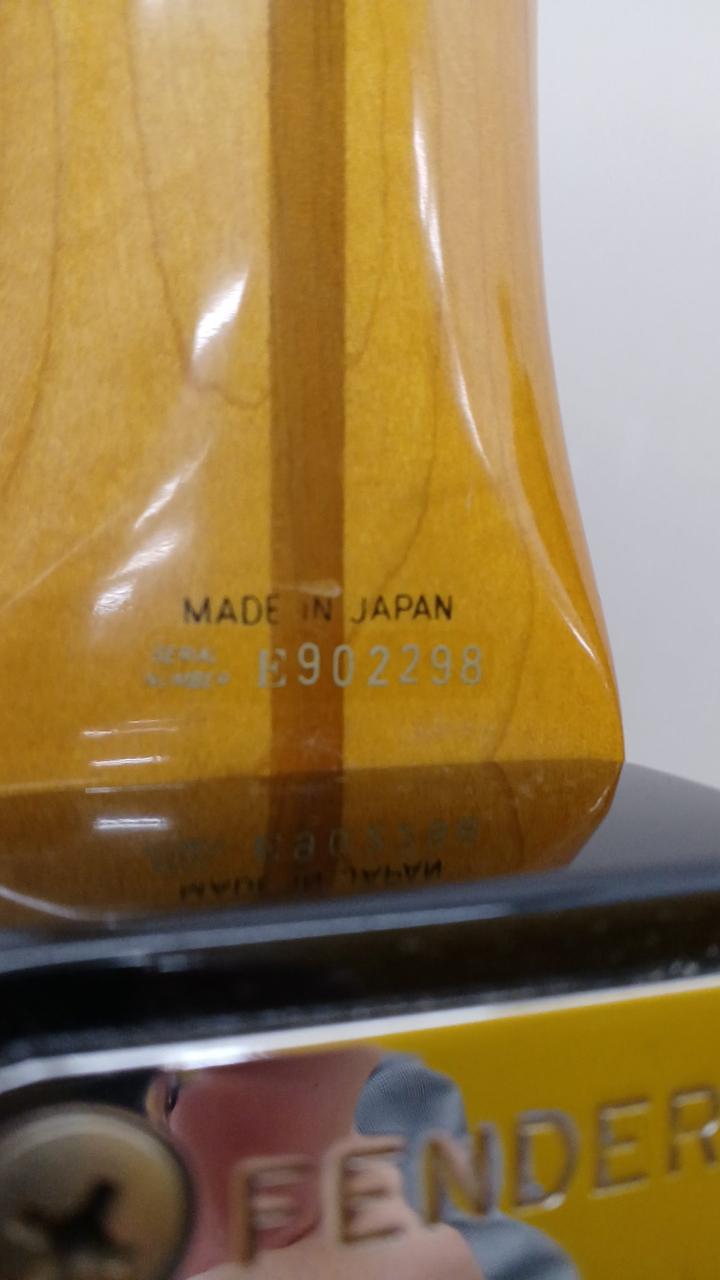 MADE IN JAPAN
SERIAL
NUMBER E902298
FENDER